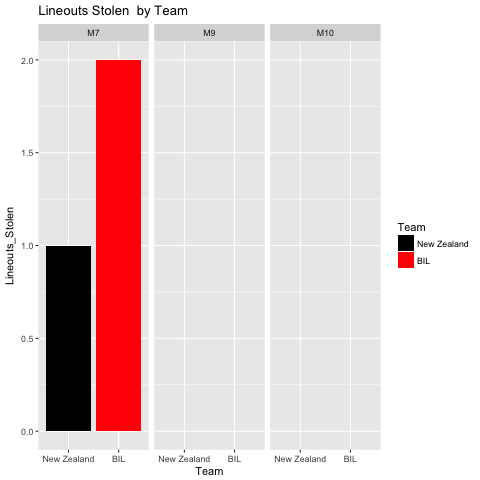 Lineouts Stolen  by Team
M7 M9 M10
2.0
1.5
1.0
0.5
0.0
Lineouts_Stolen
New Zealand BIL New Zealand BIL New Zealand BIL
Team
Team
New Zealand
BIL